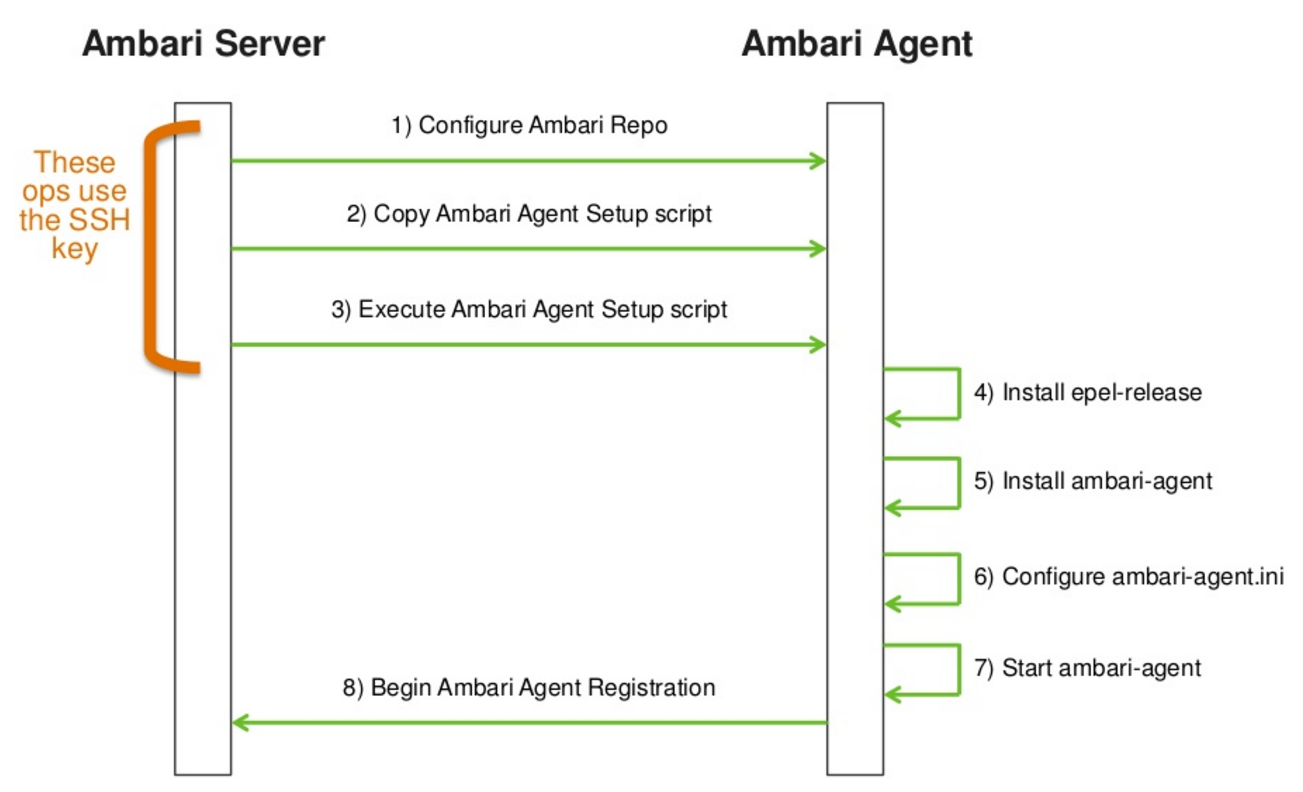 Ambari Server
Ambari Agent
1) Configure Ambari Repo
These
ops use
the SSH
key
2) Copy Ambari Agent Setup script
3) Execute Ambari Agent Setup script
4) Install epel-release
5) Install ambari-agent
6) Configure ambari-agent.ini
7) Start ambari-agent
8) Begin Ambari Agent Registration